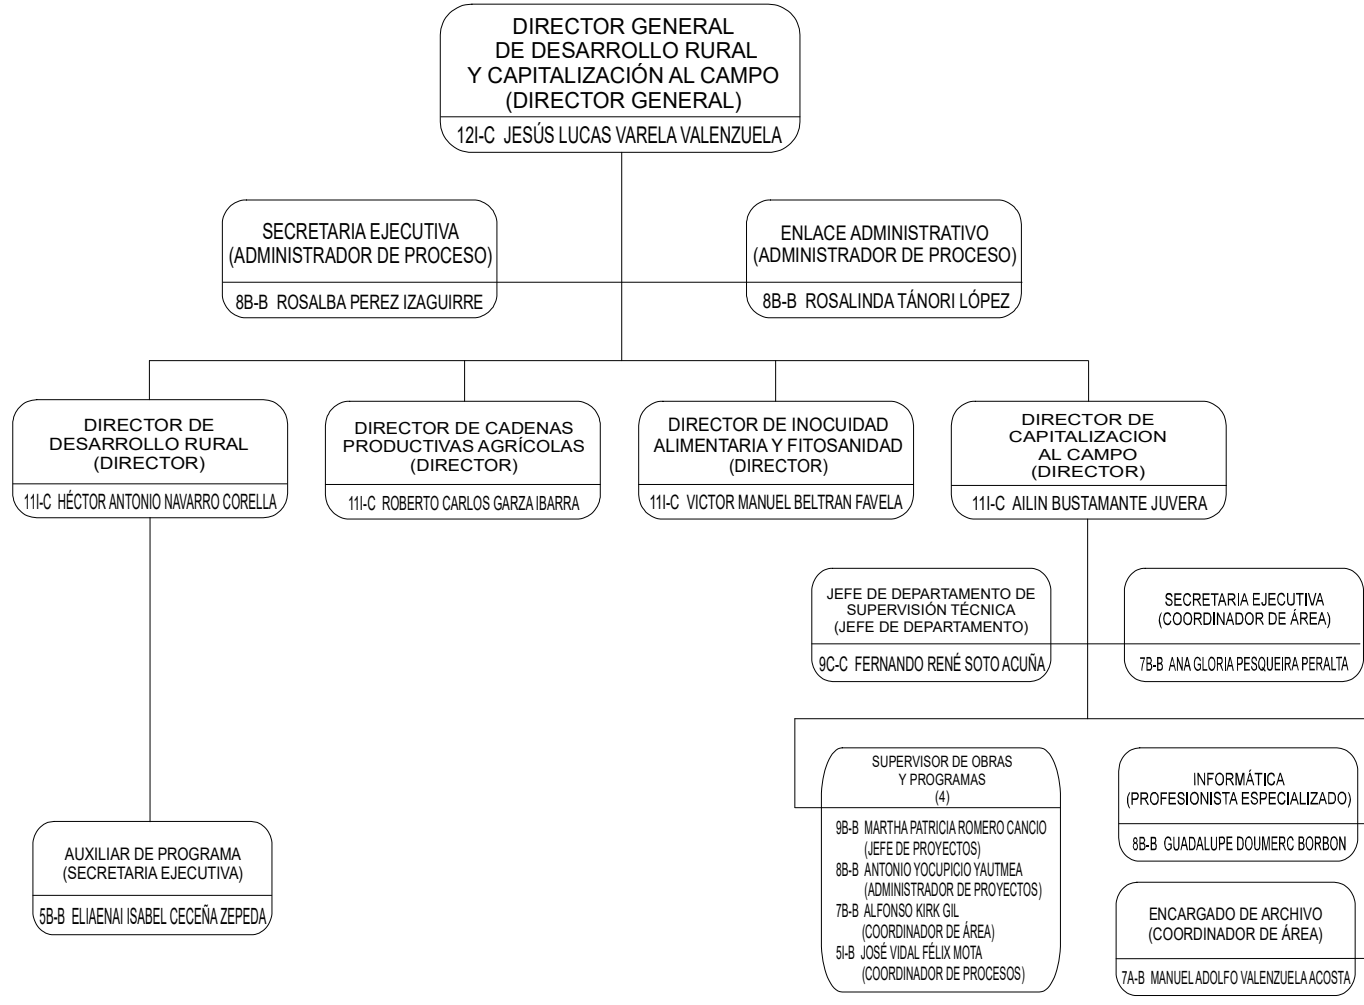 DIRECTOR GENERAL
DE DESARROLLO RURAL
Y CAPITALIZACIÓN AL CAMPO
(DIRECTOR GENERAL)
12I-C JESÚS LUCAS VARELA VALENZUELA
SECRETARIA EJECUTIVA
(ADMINISTRADOR DE PROCESO)
8B-B ROSALBA PEREZ IZAGUIRRE
ENLACE ADMINISTRATIVO
(ADMINISTRADOR DE PROCESO)
8B-B ROSALINDA TÁNORI LÓPEZ
DIRECTOR DE
DESARROLLO RURAL
(DIRECTOR)
11I-C HÉCTOR ANTONIO NAVARRO CORELLA
DIRECTOR DE CADENAS
PRODUCTIVAS AGRÍCOLAS
(DIRECTOR)
11I-C ROBERTO CARLOS GARZA IBARRA
DIRECTOR DE INOCUIDAD
ALIMENTARIA Y FITOSANIDAD
(DIRECTOR)
11I-C VICTOR MANUEL BELTRAN FAVELA
DIRECTOR DE
CAPITALIZACION
AL CAMPO
(DIRECTOR)
11I-C AILIN BUSTAMANTE JUVERA
JEFE DE DEPARTAMENTO DE
SUPERVISIÓN TÉCNICA
(JEFE DE DEPARTAMENTO)
9C-C FERNANDO RENÉ SOTO ACUÑA
SECRETARIA EJECUTIVA
(COORDINADOR DE ÁREA)
7B-B ANA GLORIA PESQUEIRA PERALTA
SUPERVISOR DE OBRAS
Y PROGRAMAS
(4)
9B-B MARTHA PATRICIA ROMERO CANCIO
(JEFE DE PROYECTOS)
8B-B ANTONIO YOCUPICIO YAUTMEA
(ADMINISTRADOR DE PROYECTOS)
7B-B ALFONSO KIRK GIL
(COORDINADOR DE ÁREA)
5I-B JOSÉ VIDAL FÉLIX MOTA
(COORDINADOR DE PROCESOS)
INFORMÁTICA
(PROFESIONISTA ESPECIALIZADO)
8B-B GUADALUPE DOUMERC BORBON
AUXILIAR DE PROGRAMA
(SECRETARIA EJECUTIVA)
5B-B ELIAENAI ISABEL CECEÑA ZEPEDA
ENCARGADO DE ARCHIVO
(COORDINADOR DE ÁREA)
7A-B MANUEL ADOLFO VALENZUELA ACOSTA